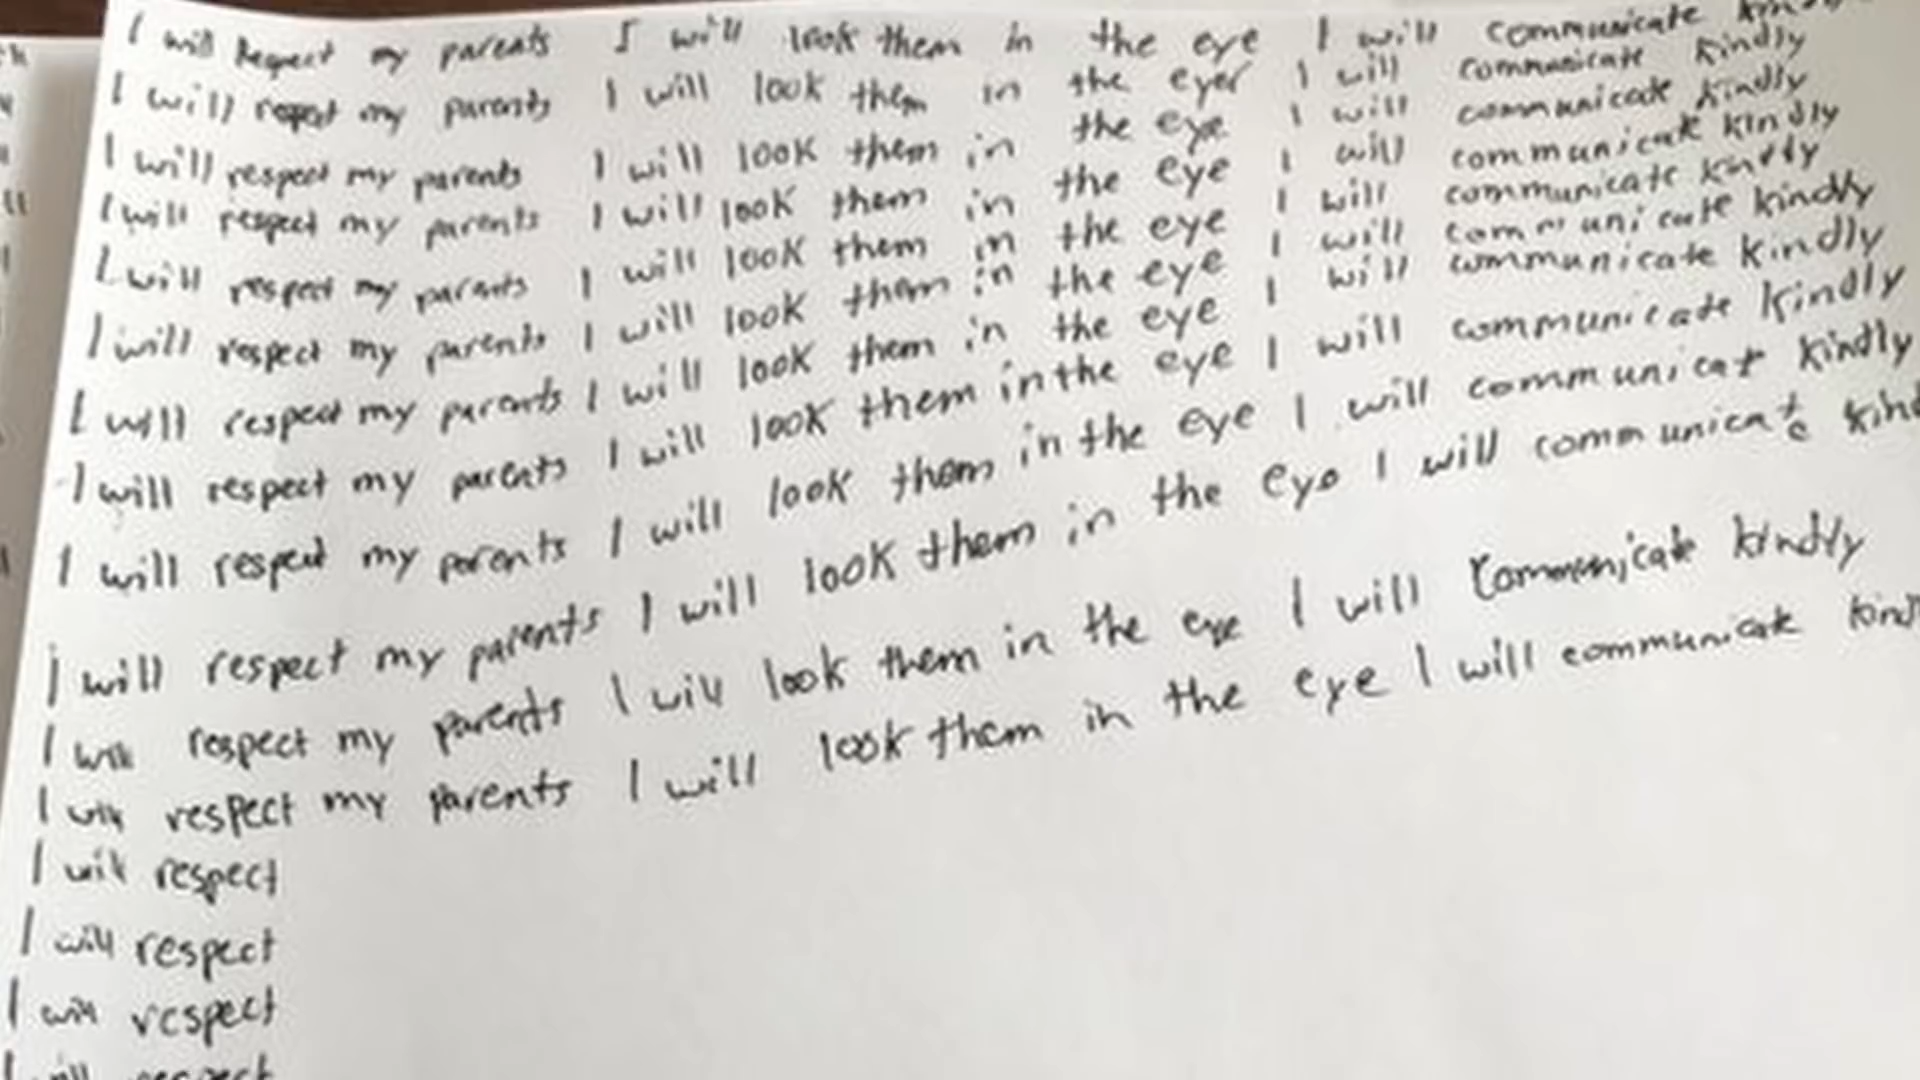 I will Respect my parents I will look them in the eye I will communicate
I will respect my parents I will look them in the eyes I will communicate kindly
I will respect my parents I will look them in the eye I will communicate kindly
I will respect my parents I will look them in the eye I will communicate kindly
I will respect my parents I will look them in the eye I will communicate kindly
I will respect my parents I will look them in the eye I will communicate kindly
I will respect my parents I will look them in the eye I will communicate kindly
I will respect my parents I will look them in the eye I will communicate kindly
I will respect my parents I will look them in the eye I will communicat kindly
I will respect my parents I will look them in the eye I will communicate kind
I will respect my parents I will look them in the eye I will communicate kindly
I will respect my parents I will look them in the eye I will communicate kindl
I will respect
I will respect
I will respect
I will respect